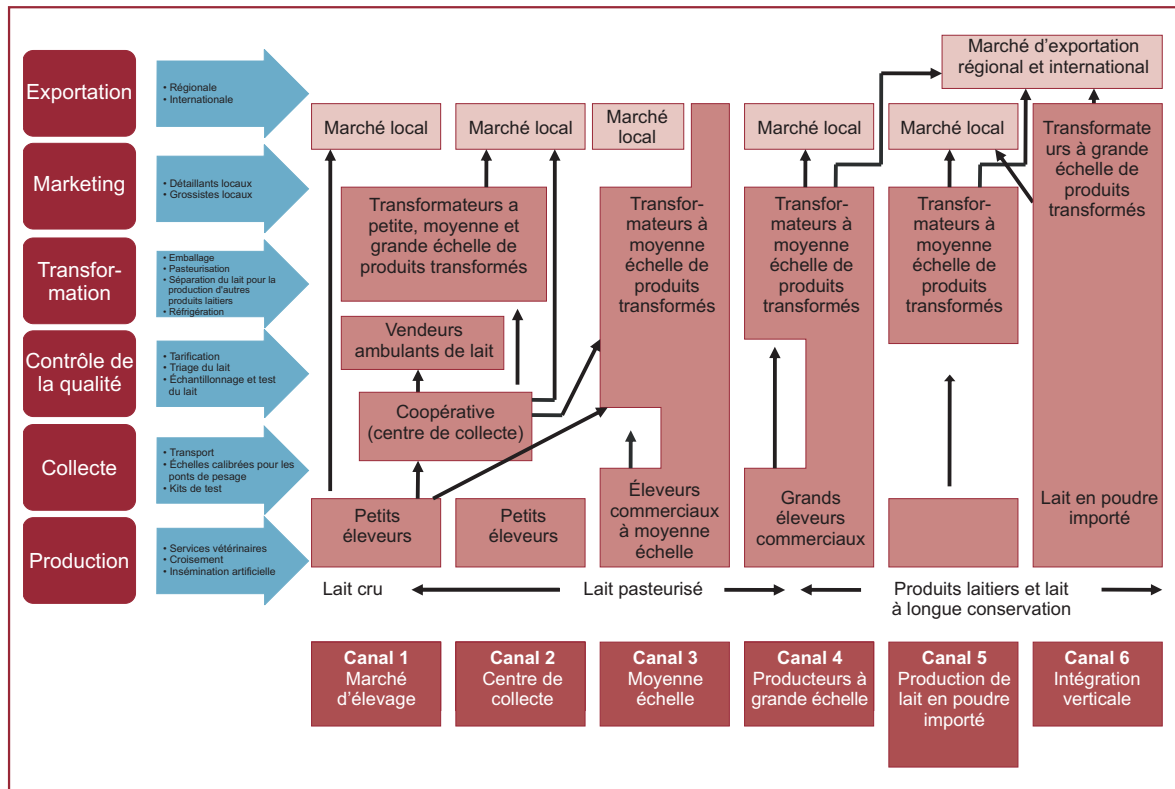 Exportation
• Régionale
• Internationale
Marketing
• Détaillants locaux
• Grossistes locaux
Transfor-
mation
• Emballage
• Pasteurisation
• Séparation du lait pour la
production d'autres
produits laitiers
• Réfrigération
Contrôle de
la qualité
• Tarification
• Triage du lait
• Échantillonnage et test
du lait
Collecte
• Transport
• Échelles calibrées pour les
ponts de pesage
• Kits de test
Production
• Services vétérinaires
• Croisement
• Insémination artificielle
Marché d'exportation
régional et international
Marché local
Marché local
Marché
local
Marché local
Marché local
Transformate
urs à grande
échelle de
produits
transformés
Transformateurs a
petite, moyenne et
grande échelle de
produits transformés
Transfor-
mateurs à
moyenne
échelle de
produits
transformés
Transfor-
mateurs à
moyenne
échelle de
produits
transformés
Transfor-
mateurs à
moyenne
échelle de
produits
transformés
Vendeurs
ambulants de lait
Coopérative
(centre de collecte)
Petits
éleveurs
Petits
éleveurs
Éleveurs
commerciaux
à moyenne
échelle
Grands
éleveurs
commerciaux
Lait en poudre
importé
Lait cru
Lait pasteurisé
Produits laitiers et lait
à longue conservation
Canal 1
Marché
d'élevage
Canal 2
Centre de
collecte
Canal 3
Moyenne
échelle
Canal 4
Producteurs à
grande échelle
Canal 5
Production de
lait en poudre
importé
Canal 6
Intégration
verticale